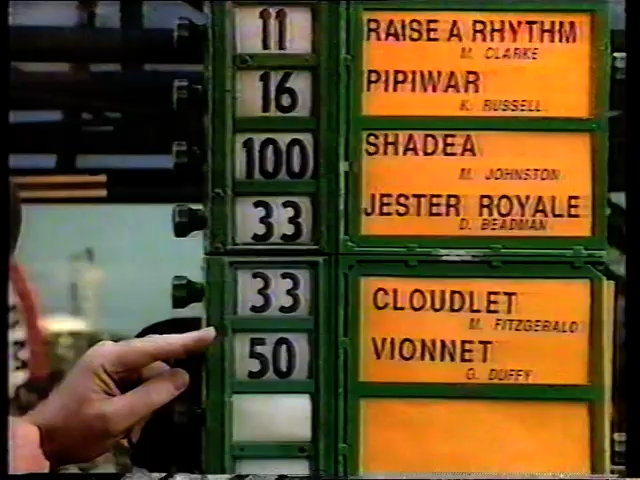 11 RAISE A RHYTHM
M. CLARKE
16 PIPIWAR
K. RUSSELL
100 SHADEA
M. JOHNSTON
33 JESTER ROYALE
D. BEADMAN
33 CLOUDLET
M. FITZGERALD
50 VIONNET
G. DUFFY